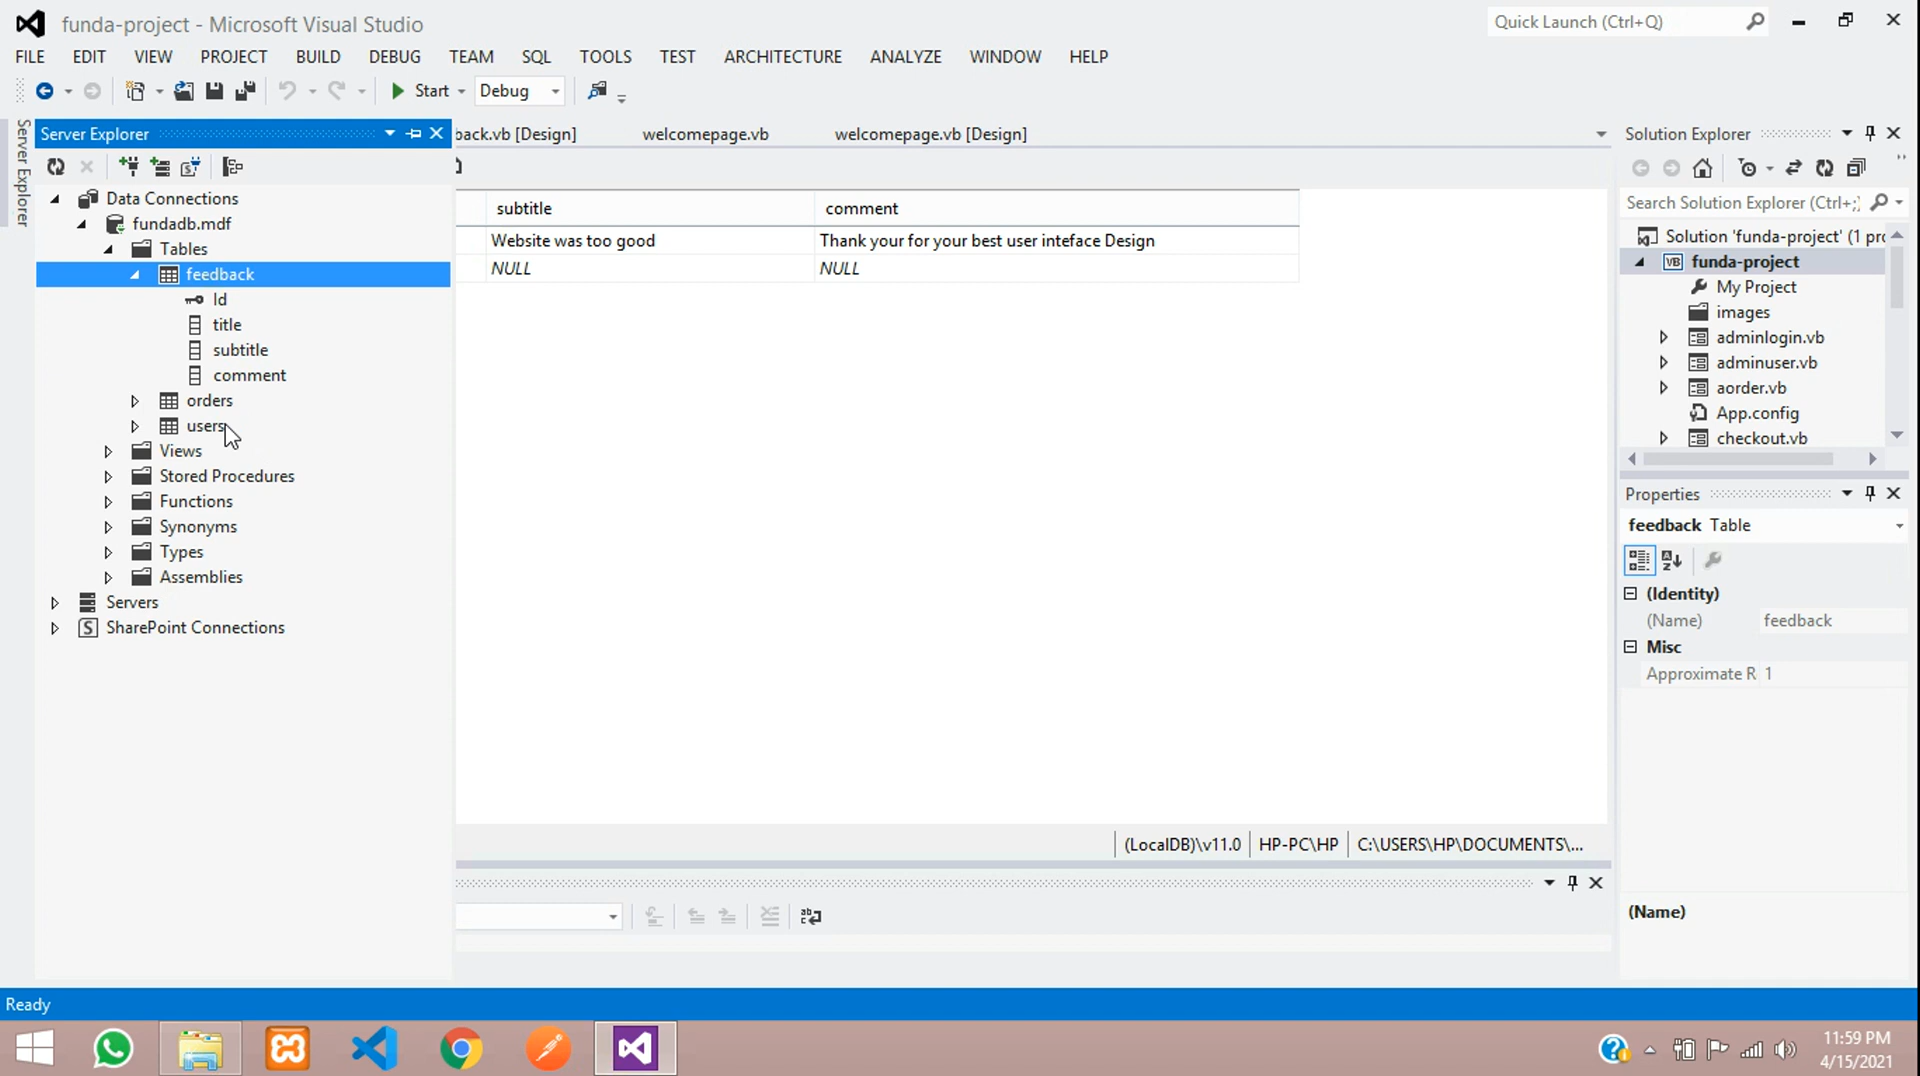 funda-project - Microsoft Visual Studio
Quick Launch (Ctrl+Q)
FILE EDIT VIEW PROJECT BUILD DEBUG TEAM SQL TOOLS TEST ARCHITECTURE ANALYZE WINDOW HELP
Start Debug
Server Explorer
Server Explorer
back.vb [Design] welcomepage.vb welcomepage.vb [Design]
Data Connections
fundadb.mdf
Tables
feedback
Id
title
subtitle
comment
orders
users
Views
Stored Procedures
Functions
Synonyms
Types
Assemblies
Servers
SharePoint Connections
subtitle comment
Website was too good Thank your for your best user inteface Design
NULL NULL
(LocalDB)\v11.0 HP-PC\HP C:\USERS\HP\DOCUMENTS\...
Solution Explorer
Search Solution Explorer (Ctrl+;)
Solution 'funda-project' (1 pro
funda-project
My Project
images
adminlogin.vb
adminuser.vb
aorder.vb
App.config
checkout.vb
Properties
feedback Table
(Identity)
(Name) feedback
Misc
Approximate R 1
(Name)
Ready
11:59 PM
4/15/2021